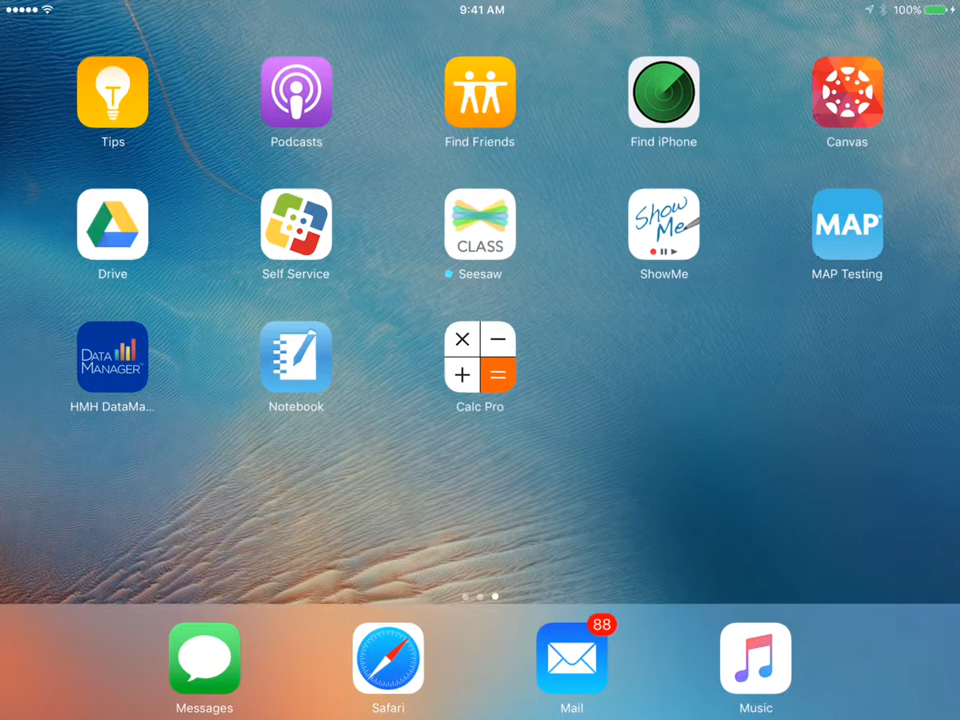 9:41 AM
100%
Tips
Podcasts
Find Friends
Find iPhone
Canvas
CLASS
Show Me
MAP
Drive
Self Service
Seesaw
ShowMe
MAP Testing
DATA MANAGER
HMH DataMa...
Notebook
Calc Pro
88
Messages
Safari
Mail
Music